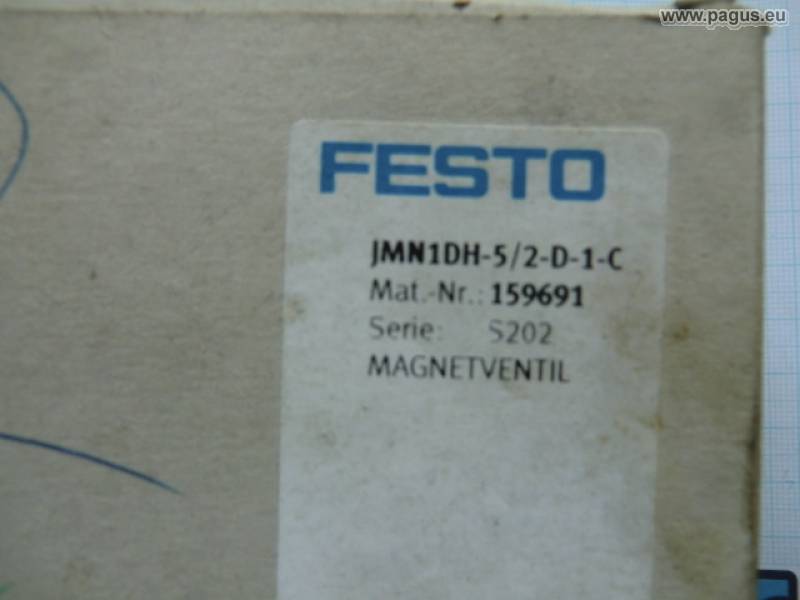 www.pagus.eu
FESTO
JMN1DH-5/2-D-1-C
Mat.-Nr.: 159691
Serie: S202
MAGNETVENTIL